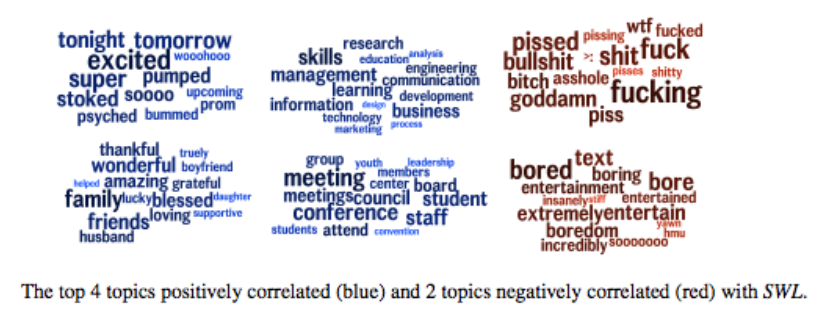 tonight tomorrow
excited wooohooo
super pumped
stoked soooo upcoming
psyched bummed prom
research
skills education analysis
engineering
management communication
learning development
information design business
technology
marketing process
wtf fucked
pissed pissing
bullshit >: shit fuck
bitch asshole pisses shitty
goddamn fucking
piss
thankful truely
wonderful boyfriend
helped amazing grateful
family lucky blessed daughter
friends loving supportive
husband
group youth leadership
meeting members
center board
meetings council student
conference staff
students attend convention
bored text
boring bore
entertainment
insanely stiff entertained
extremely entertain
boredom yawn
hmu
incredibly sooooooo
The top 4 topics positively correlated (blue) and 2 topics negatively correlated (red) with SWL.